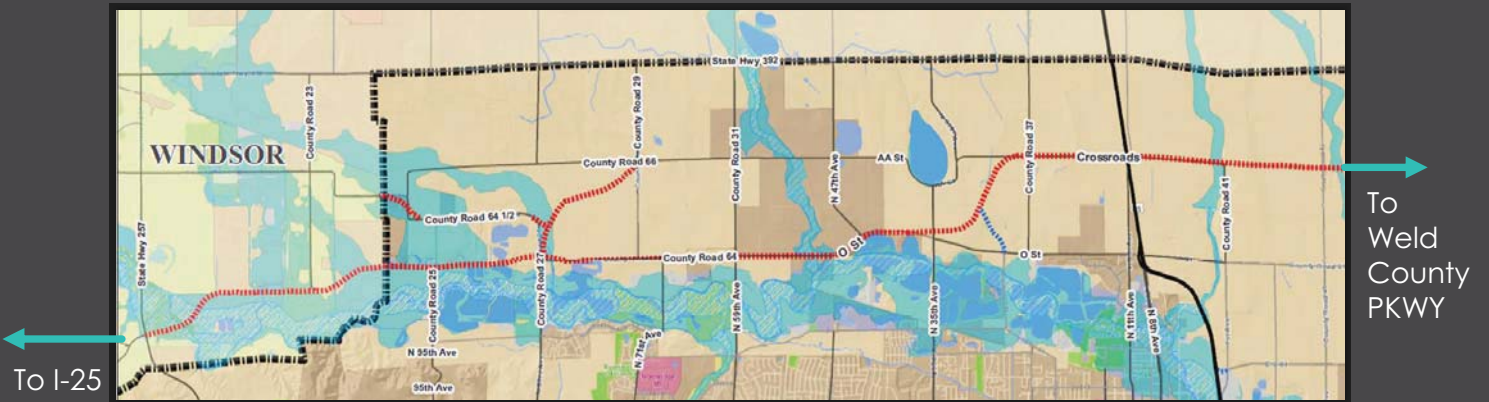 State Hwy 392
WINDSOR
County Road 23
County Road 29
County Road 66
County Road 31
N 47th Ave
AA St
County Road 37
Crossroads
County Road 41
County Road 64 1/2
State Hwy 257
County Road 25
County Road 27
County Road 64
O St
O St
N 59th Ave
N 35th Ave
N 11th Ave
N 8th Ave
N 71st Ave
N 95th Ave
95th Ave
To
Weld
County
PKWY
To I-25